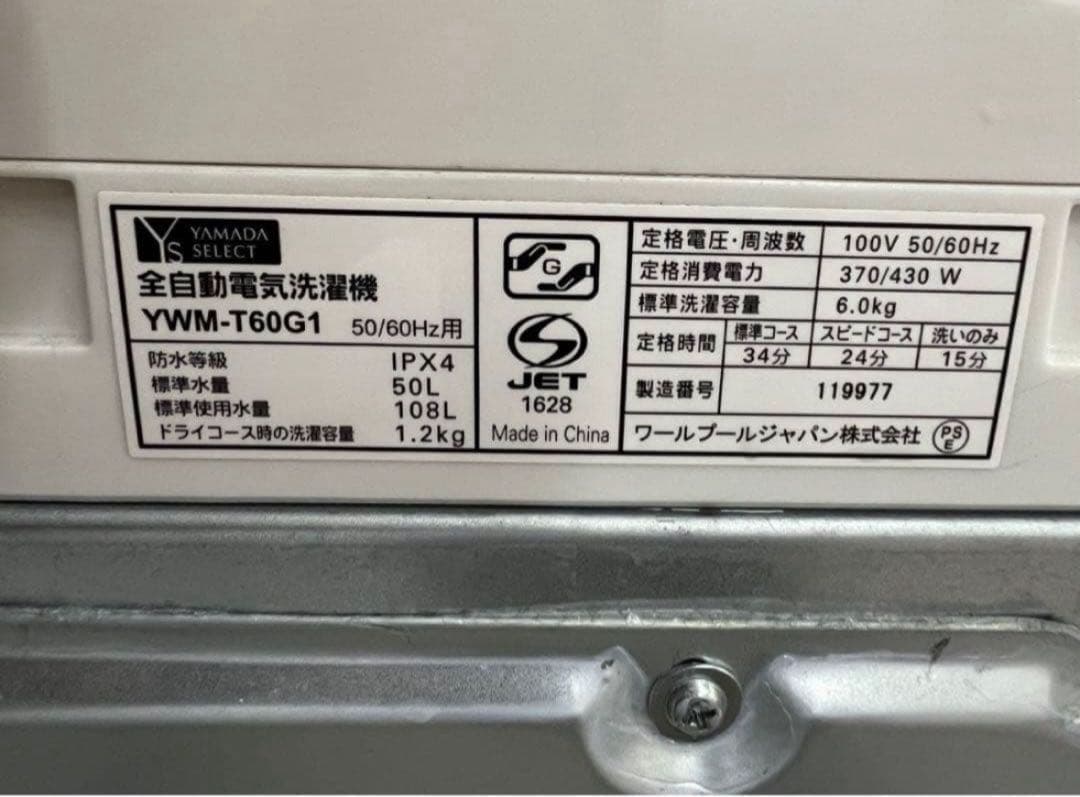 YS YAMADA
SELECT
全自動電気洗濯機
YWM-T60G1 50/60Hz用
防水等級 IPX4
標準水量 50L
標準使用水量 108L
ドライコース時の洗濯容量 1.2kg
G
JET
1628
Made in China
定格電圧・周波数 100V 50/60Hz
定格消費電力 370/430 W
標準洗濯容量 6.0kg
定格時間 標準コース スピードコース 洗いのみ
34分 24分 15分
製造番号 119977
ワールプールジャパン株式会社 PSE